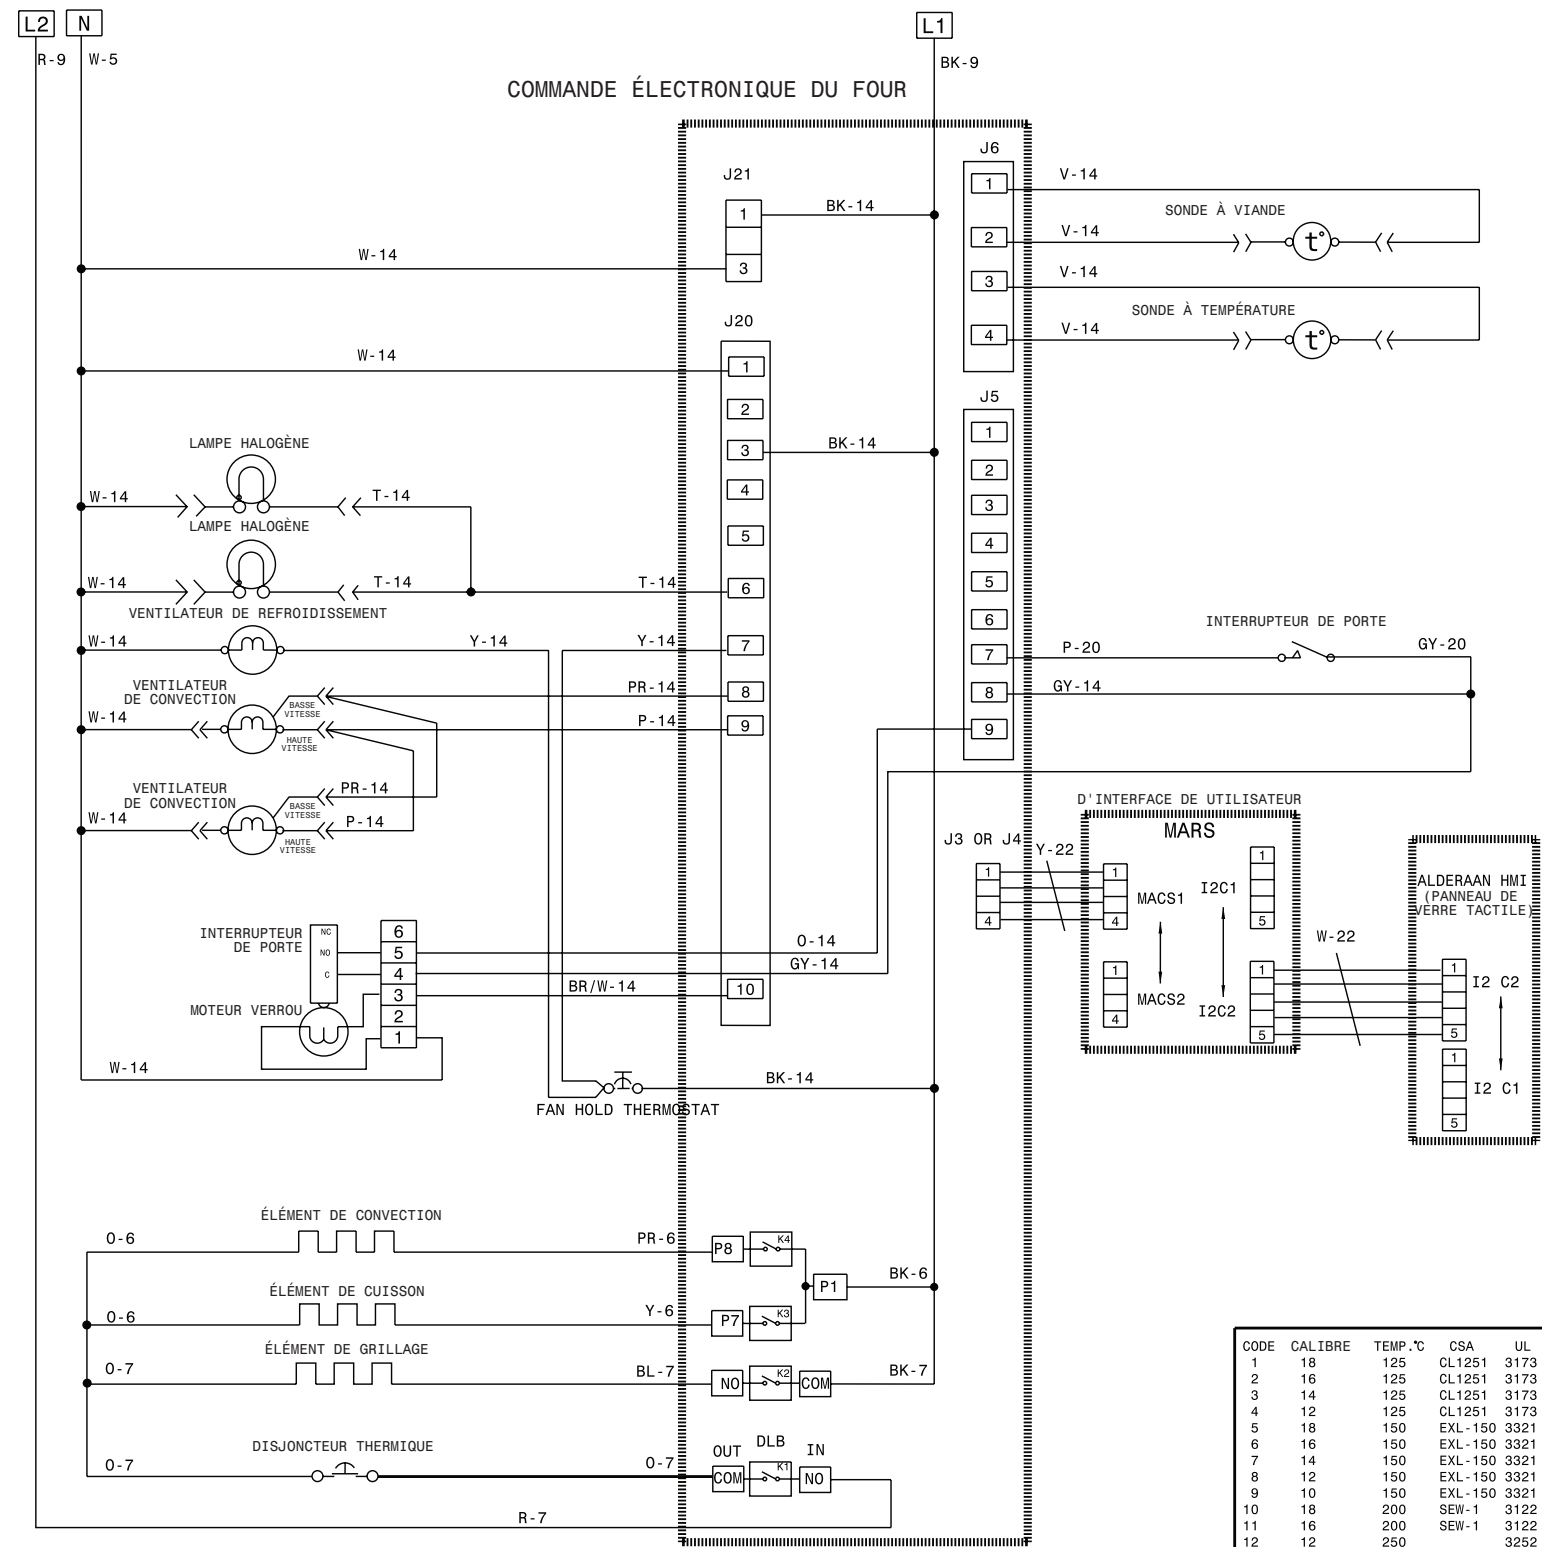 L2 N L1
R-9 W-5 BK-9
COMMANDE ÉLECTRONIQUE DU FOUR
J21
1
3
BK-14
W-14
J6
1
2
3
4
V-14
SONDE À VIANDE
t°
V-14
V-14
SONDE À TEMPÉRATURE
t°
V-14
J20
1
2
3
4
5
6
7
8
9
10
W-14
BK-14
J5
1
2
3
4
5
6
7
8
9
LAMPE HALOGÈNE
W-14 T-14
LAMPE HALOGÈNE
W-14 T-14 T-14
VENTILATEUR DE REFROIDISSEMENT
W-14 Y-14 Y-14
VENTILATEUR
DE CONVECTION
BASSE
VITESSE
PR-14
W-14
HAUTE
VITESSE
P-14
VENTILATEUR
DE CONVECTION
BASSE
VITESSE
PR-14
W-14
HAUTE
VITESSE
P-14
INTERRUPTEUR DE PORTE
P-20 GY-20
GY-14
INTERRUPTEUR
DE PORTE
NC
NO
C
6
5
4
3
2
1
O-14
GY-14
BR/W-14
MOTEUR VERROU
W-14
BK-14
FAN HOLD THERMOSTAT
D'INTERFACE DE UTILISATEUR
MARS
J3 OR J4
Y-22
1
4
1
4
MACS1
1
4
MACS2
I2C1
1
5
I2C2
1
5
W-22
ALDERAAN HMI
(PANNEAU DE
VERRE TACTILE)
1
5
I2 C2
1
5
I2 C1
ÉLÉMENT DE CONVECTION
O-6 PR-6 P8 K4
P1 BK-6
ÉLÉMENT DE CUISSON
O-6 Y-6 P7 K3
ÉLÉMENT DE GRILLAGE
O-7 BL-7 NO K2 COM BK-7
DISJONCTEUR THERMIQUE
OUT DLB IN
O-7 O-7 COM K1 NO
R-7
CODE CALIBRE TEMP.°C CSA UL
1 18 125 CL1251 3173
2 16 125 CL1251 3173
3 14 125 CL1251 3173
4 12 125 CL1251 3173
5 18 150 EXL-150 3321
6 16 150 EXL-150 3321
7 14 150 EXL-150 3321
8 12 150 EXL-150 3321
9 10 150 EXL-150 3321
10 18 200 SEW-1 3122
11 16 200 SEW-1 3122
12 12 250 3252